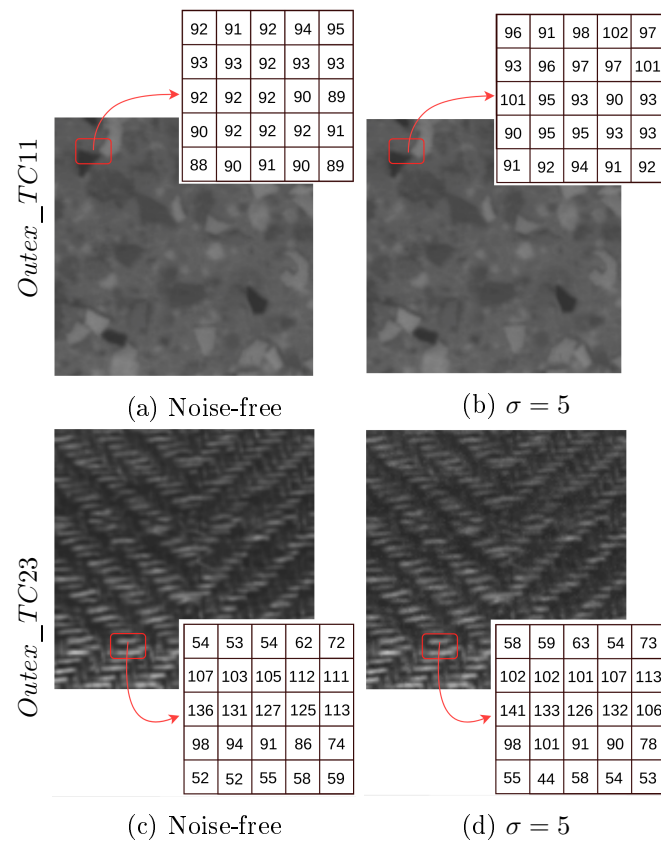 92 91 92 94 95
93 93 92 93 93
92 92 92 90 89
90 92 92 92 91
88 90 91 90 89
96 91 98 102 97
93 96 97 97 101
101 95 93 90 93
90 95 95 93 93
91 92 94 91 92
Outex_TC11
(a) Noise-free
(b) σ = 5
54 53 54 62 72
107 103 105 112 111
136 131 127 125 113
98 94 91 86 74
52 52 55 58 59
58 59 63 54 73
102 102 101 107 113
141 133 126 132 106
98 101 91 90 78
55 44 58 54 53
Outex_TC23
(c) Noise-free
(d) σ = 5